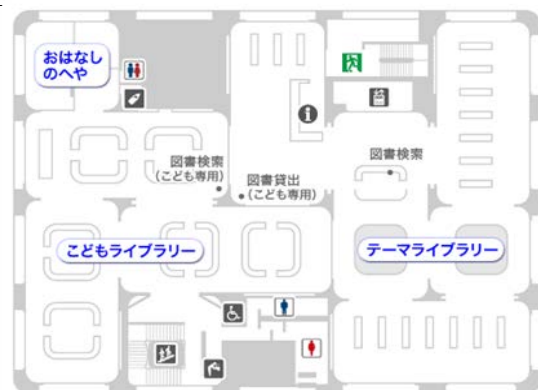 おはなし
のへや
図書検索
(こども専用)
図書貸出
(こども専用)
図書検索
こどもライブラリー
テーマライブラリー